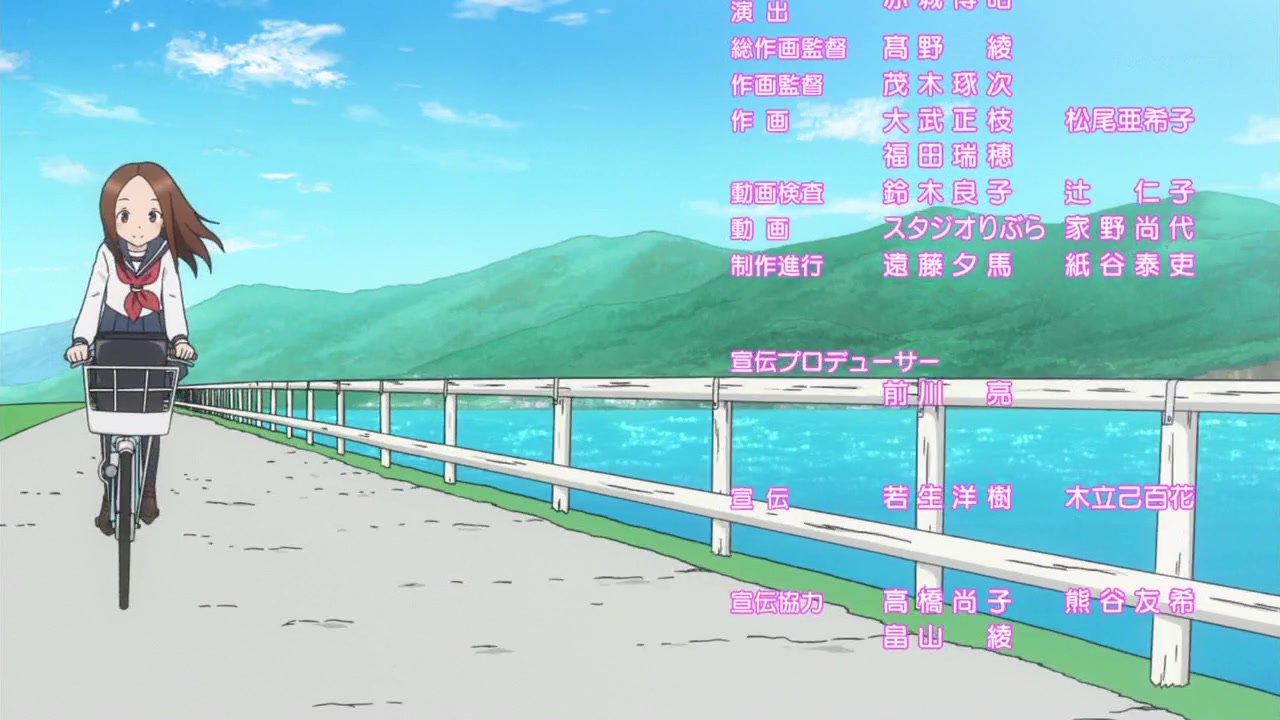 演出 赤城博昭
総作画監督 髙野 綾
作画監督 茂木琢次
作画 大武正枝 松尾亜希子
福田瑞穂
動画検査 鈴木良子 辻 仁子
動画 スタジオりぶら 家野尚代
制作進行 遠藤夕馬 紙谷泰吏
宣伝プロデューサー
前川 亮
宣伝 若生洋樹 木立己百花
宣伝協力 高橋尚子 熊谷友希
畠山 綾